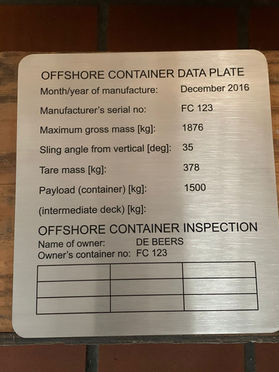 OFFSHORE CONTAINER DATA PLATE
Month/year of manufacture: December 2016
Manufacturer's serial no: FC 123
Maximum gross mass [kg]: 1876
Sling angle from vertical [deg]: 35
Tare mass [kg]: 378
Payload (container) [kg]: 1500
(intermediate deck) [kg]:
OFFSHORE CONTAINER INSPECTION
Name of owner: DE BEERS
Owner's container no: FC 123